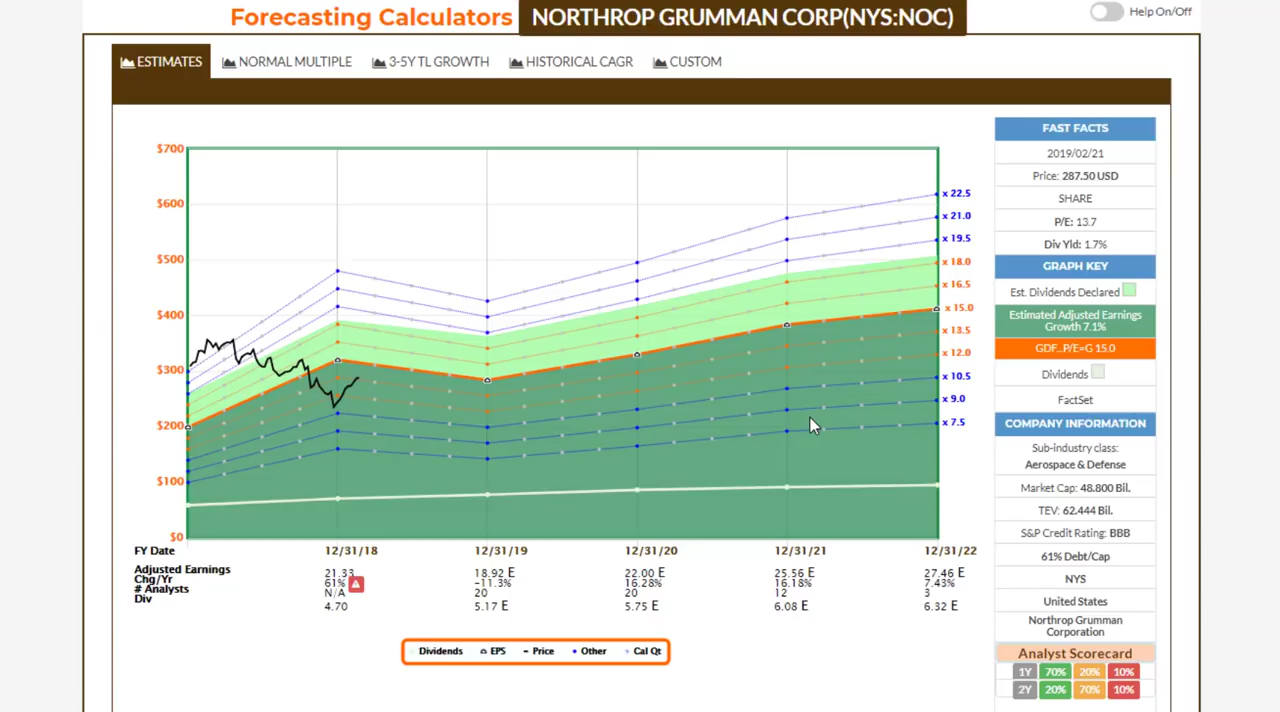 Forecasting Calculators NORTHROP GRUMMAN CORP(NYS:NOC)
Help On/Off
ESTIMATES NORMAL MULTIPLE 3-5Y TL GROWTH HISTORICAL CAGR CUSTOM
$700
$600
$500
$400
$300
$200
$100
$0
x 22.5
x 21.0
x 19.5
x 18.0
x 16.5
x 15.0
x 13.5
x 12.0
x 10.5
x 9.0
x 7.5
FY Date 12/31/18 12/31/19 12/31/20 12/31/21 12/31/22
Adjusted Earnings 21.33 18.92 E 22.00 E 25.56 E 27.46 E
Chg/Yr 61% -11.3% 16.28% 16.18% 7.43%
# Analysts N/A 20 20 12 3
Div 4.70 5.17 E 5.75 E 6.08 E 6.32 E
Dividends EPS Price Other Cal Qt
FAST FACTS
2019/02/21
Price: 287.50 USD
SHARE
P/E: 13.7
Div Yld: 1.7%
GRAPH KEY
Est. Dividends Declared
Estimated Adjusted Earnings
Growth 7.1%
GDF...P/E=G 15.0
Dividends
FactSet
COMPANY INFORMATION
Sub-industry class:
Aerospace & Defense
Market Cap: 48.800 Bil.
TEV: 62.444 Bil.
S&P Credit Rating: BBB
61% Debt/Cap
NYS
United States
Northrop Grumman
Corporation
Analyst Scorecard
1Y 70% 20% 10%
2Y 20% 70% 10%